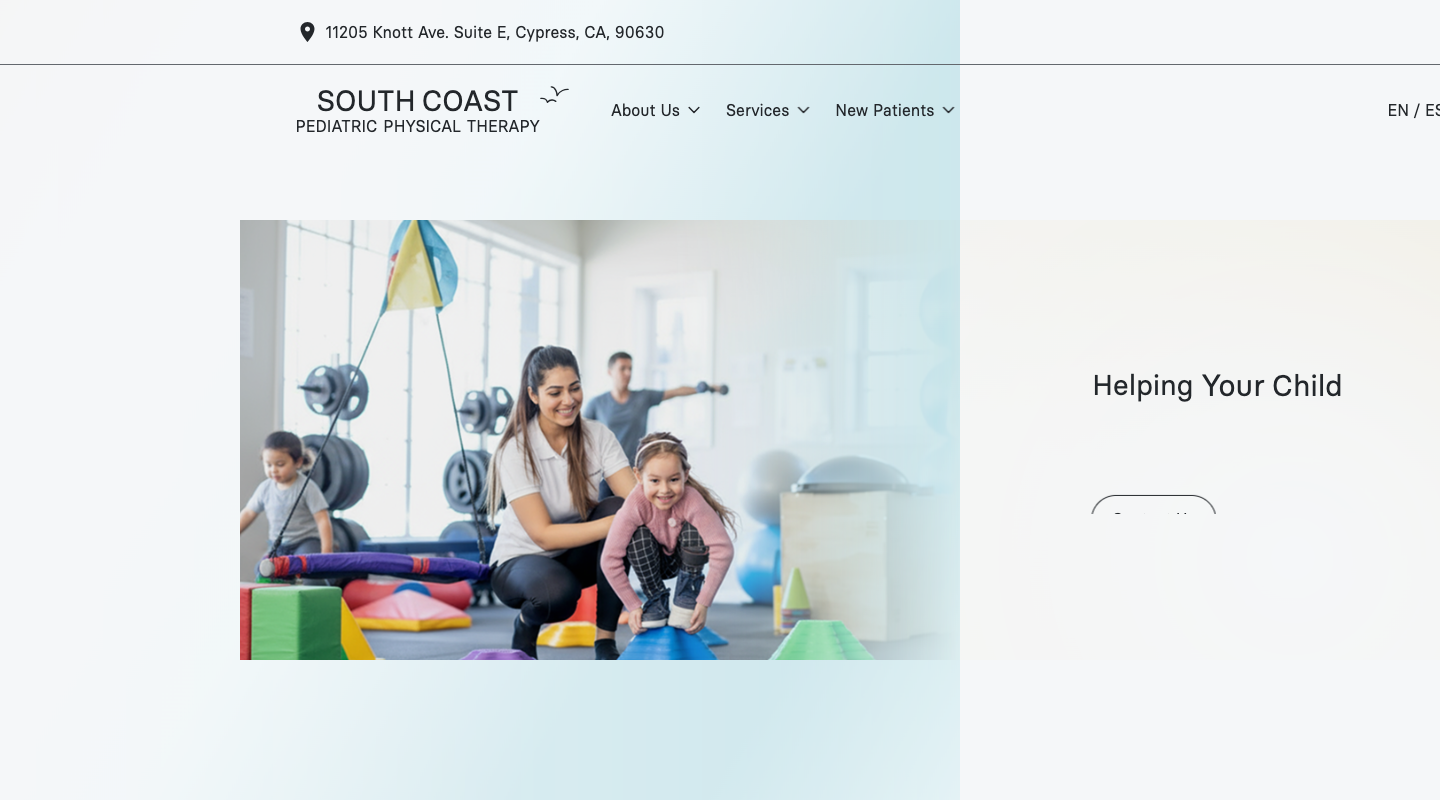 11205 Knott Ave. Suite E, Cypress, CA, 90630
SOUTH COAST
PEDIATRIC PHYSICAL THERAPY
About Us
Services
New Patients
EN / ES
Helping Your Child